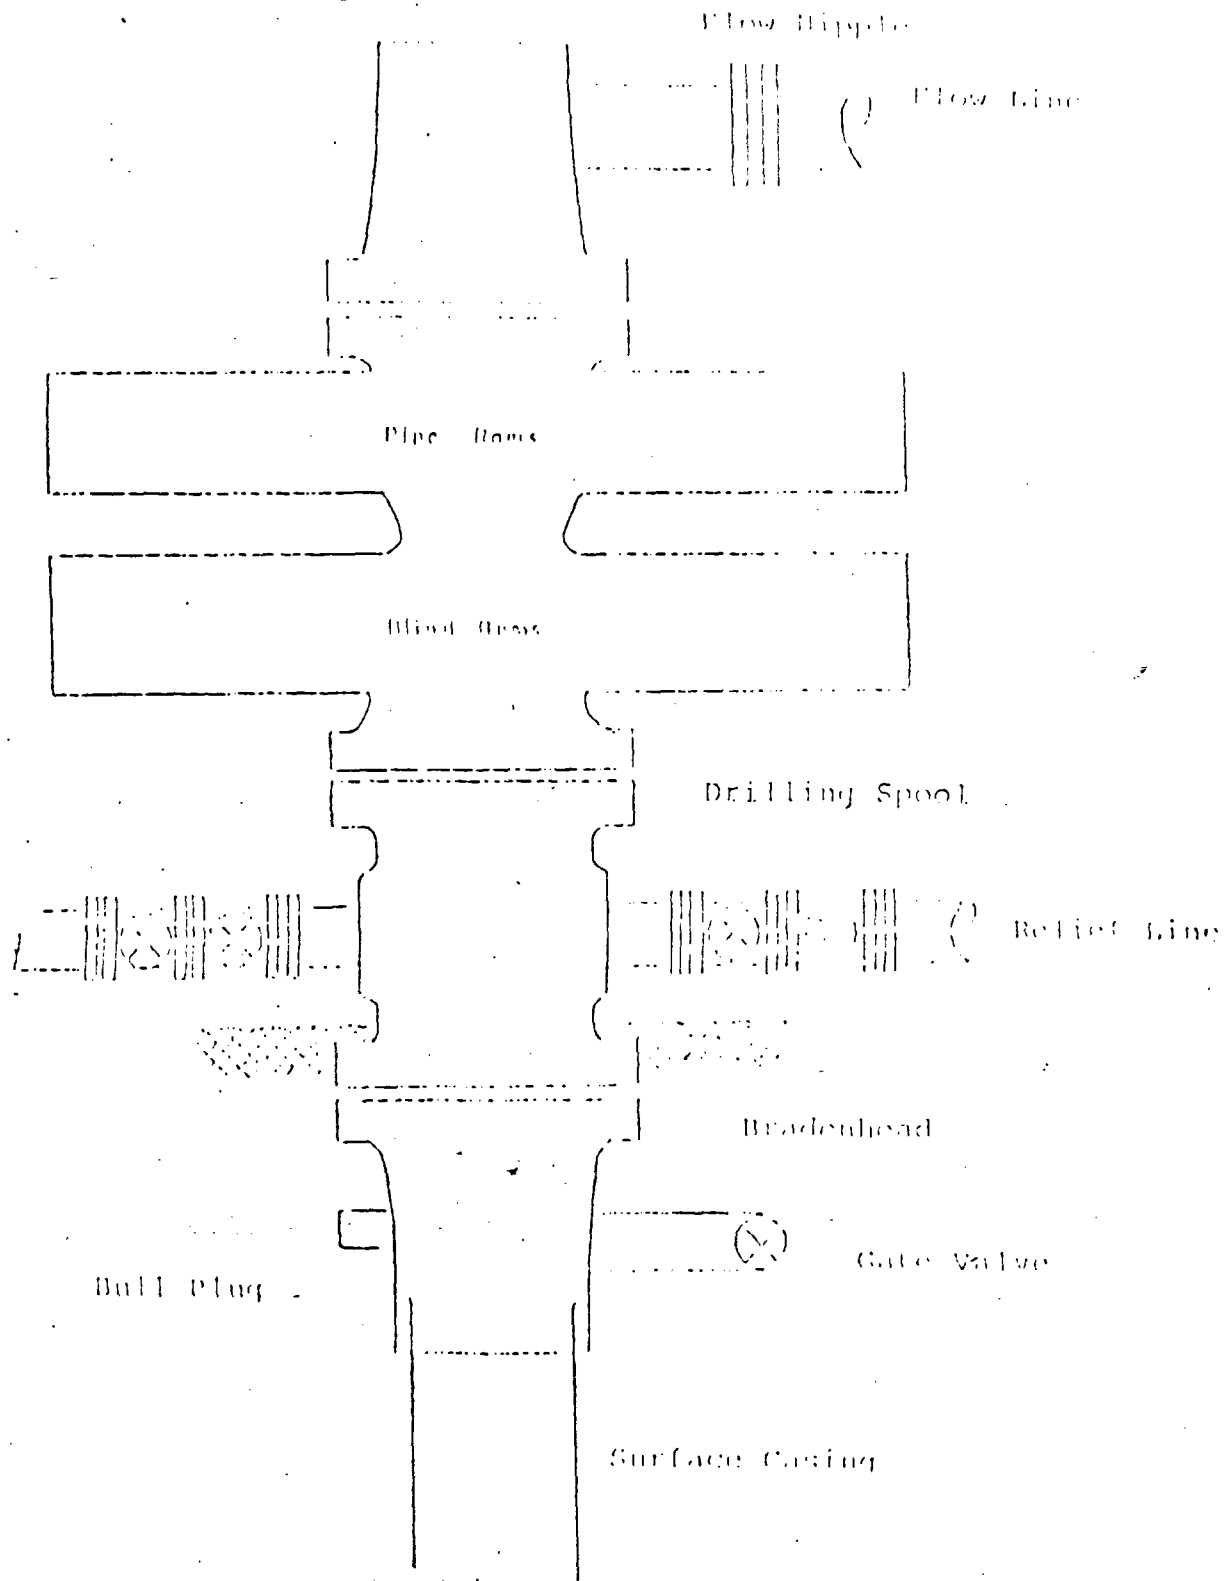 Flow Nipple
Flow Line
Pipe Rams
Blind Rams
Drilling Spool
Relief Line
Bradenhead
Gate Valve
Bull Plug
Surface Casing